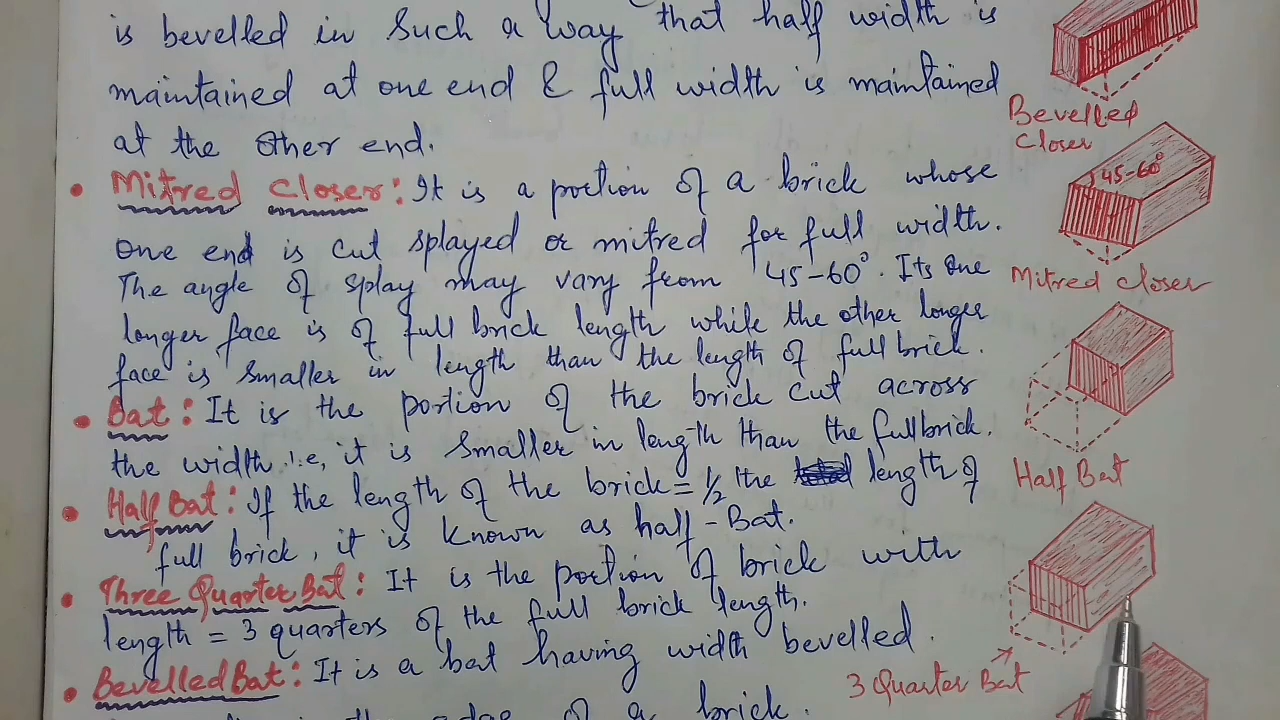 is bevelled in such a way that half width is
maintained at one end & full width is maintained
at the other end.
• Mitred Closer: It is a portion of a brick whose
one end is cut splayed or mitred for full width.
The angle of splay may vary from 45-60°. Its one
longer face is of full brick length while the other longer
face is smaller in length than the length of full brick.
• Bat: It is the portion of the brick cut across
the width i.e, it is smaller in length than the full brick.
• Half Bat: If the length of the brick = 1/2 the length of
full brick, it is known as half-Bat.
• Three Quarter Bat: It is the portion of brick with
length = 3 quarters of the full brick length.
• Bevelled Bat: It is a bat having width bevelled.
the edge of a brick.
Bevelled
Closer
45-60°
Mitred closer
Half Bat
3 Quarter Bat